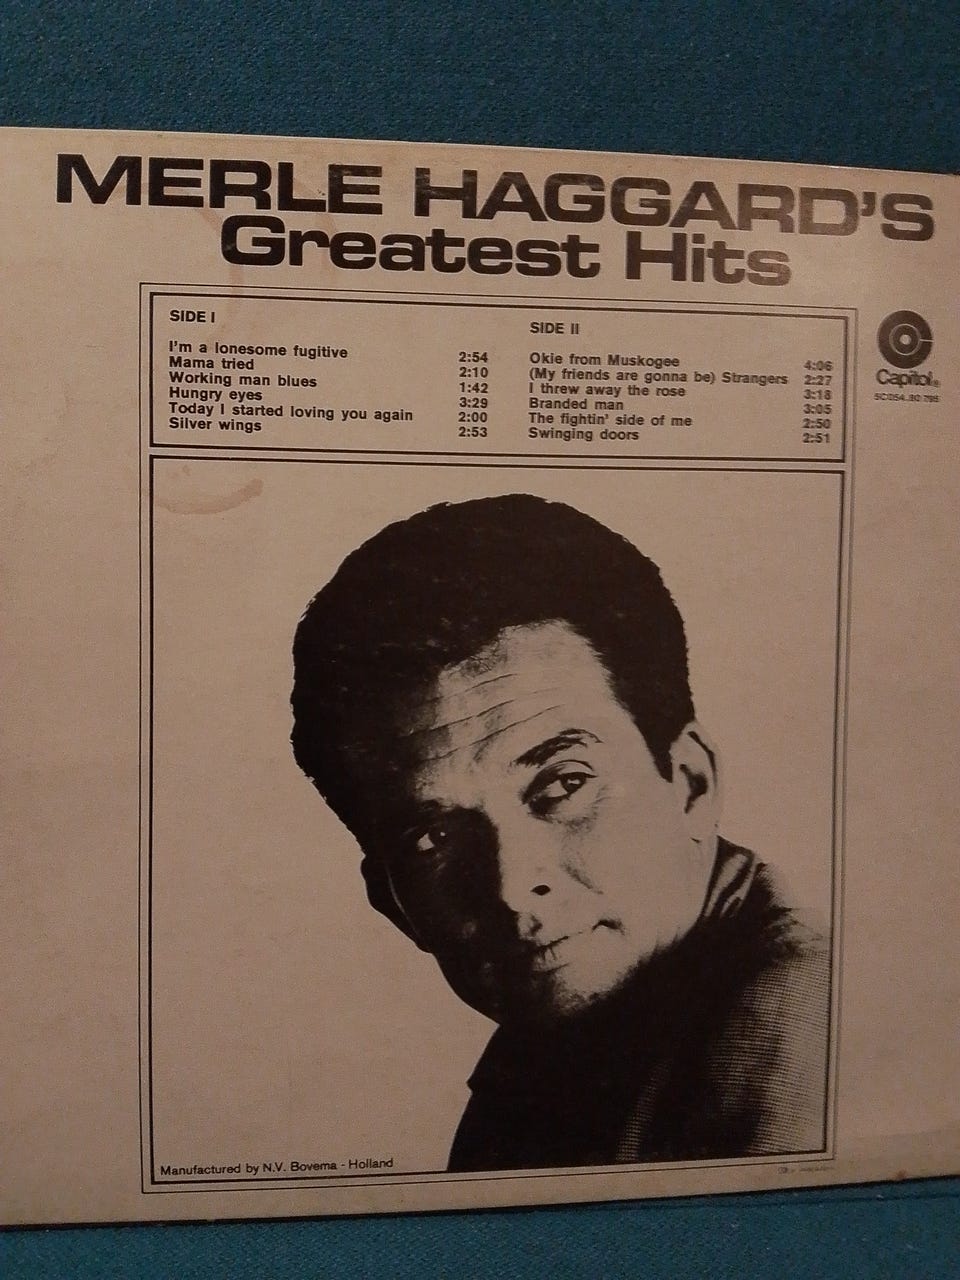 MERLE HAGGARD'S
Greatest Hits
SIDE I
I'm a lonesome fugitive 2:54
Mama tried 2:10
Working man blues 1:42
Hungry eyes 3:29
Today I started loving you again 2:00
Silver wings 2:53
SIDE II
Okie from Muskogee 4:06
(My friends are gonna be) Strangers 2:27
I threw away the rose 3:18
Branded man 3:05
The fightin' side of me 2:50
Swinging doors 2:51
Capitol®
5C054..80 786
Manufactured by N.V. Bovema - Holland